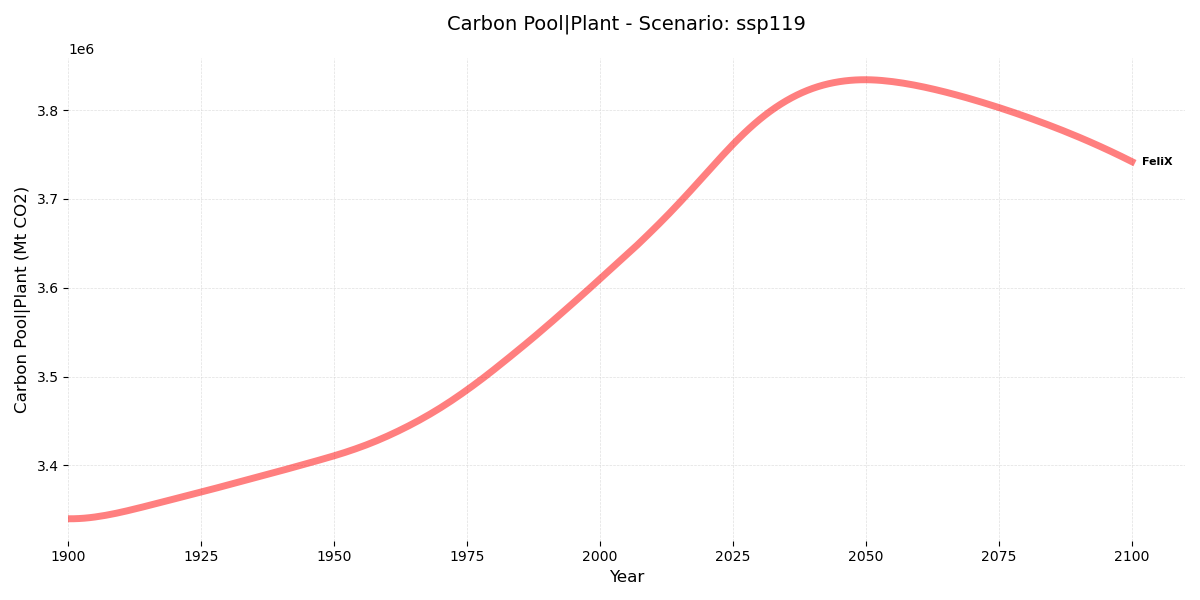 Carbon Pool|Plant - Scenario: ssp119
1e6
3.8
3.7
3.6
3.5
3.4
Carbon Pool|Plant (Mt CO2)
FeliX
1900 1925 1950 1975 2000 2025 2050 2075 2100
Year